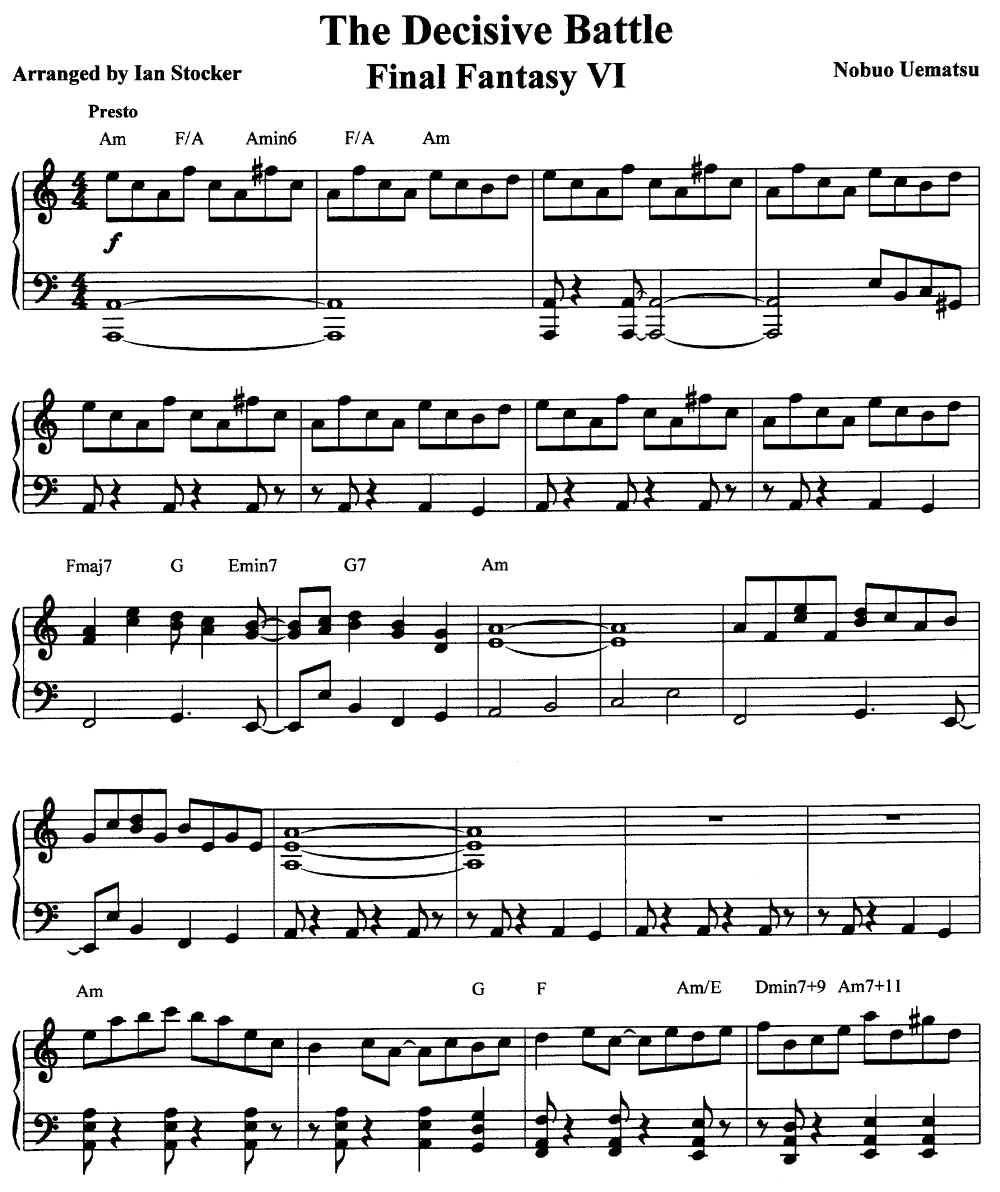 The Decisive Battle
Arranged by Ian Stocker
Final Fantasy VI
Nobuo Uematsu
Presto
Am F/A Amin6 F/A Am
f
Fmaj7 G Emin7 G7 Am
Am G F Am/E Dmin7+9 Am7+11